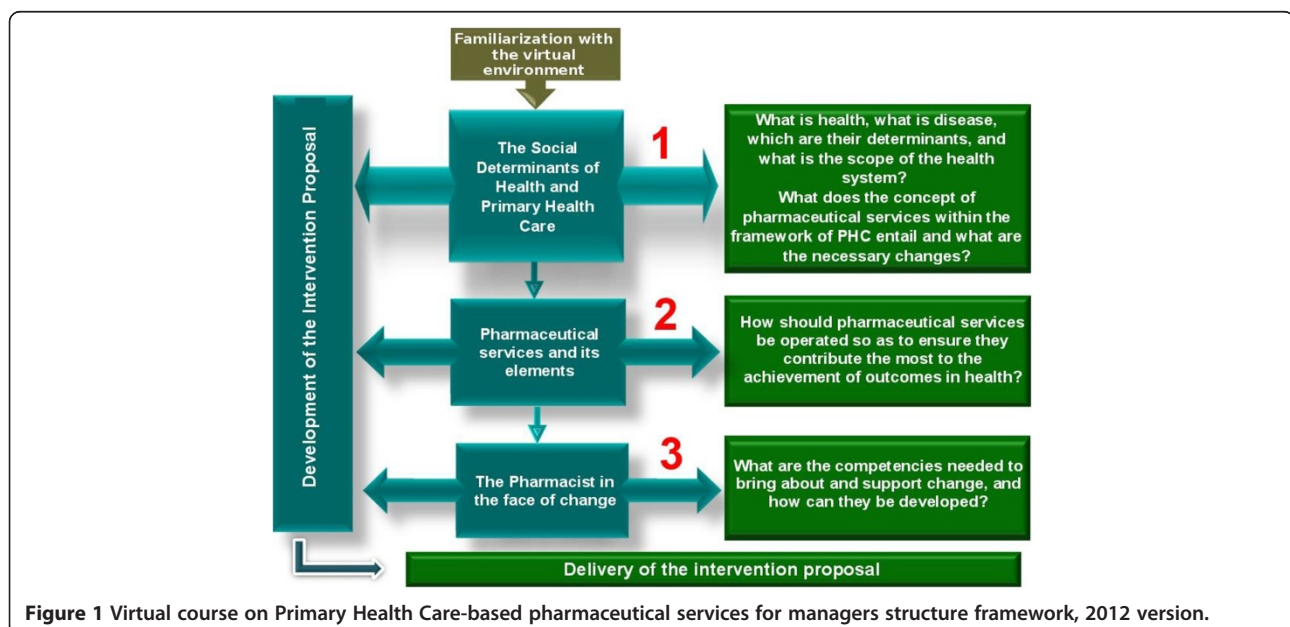 Familiarization with
the virtual
environment
Development of the Intervention Proposal
The Social
Determinants of
Health and
Primary Health
Care
1
What is health, what is disease,
which are their determinants, and
what is the scope of the health
system?
What does the concept of
pharmaceutical services within the
framework of PHC entail and what are
the necessary changes?
Pharmaceutical
services and its
elements
2
How should pharmaceutical services
be operated so as to ensure they
contribute the most to the
achievement of outcomes in health?
The Pharmacist in
the face of change
3
What are the competencies needed to
bring about and support change, and
how can they be developed?
Delivery of the intervention proposal
Figure 1 Virtual course on Primary Health Care-based pharmaceutical services for managers structure framework, 2012 version.